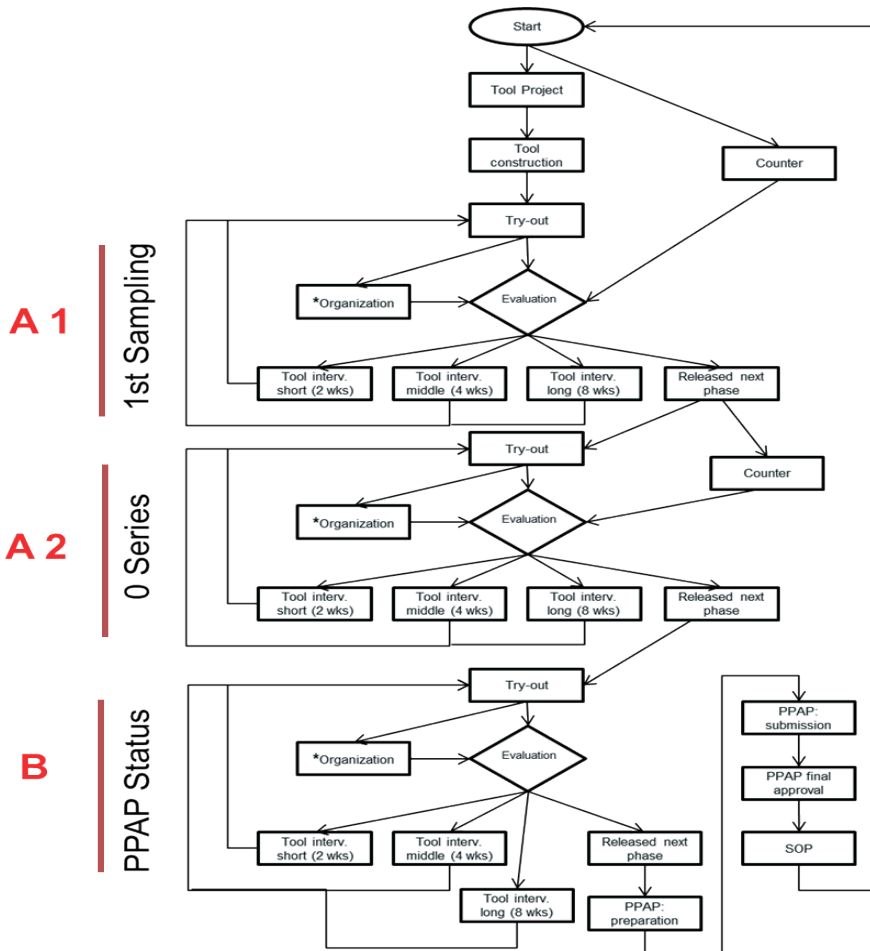 Start
Tool Project
Tool
construction
Counter
Try-out
A 1
1st Sampling
*Organization
Evaluation
Tool interv.
short (2 wks)
Tool interv.
middle (4 wks)
Tool interv.
long (8 wks)
Released next
phase
Try-out
Counter
A 2
0 Series
*Organization
Evaluation
Tool interv.
short (2 wks)
Tool interv.
middle (4 wks)
Tool interv.
long (8 wks)
Released next
phase
Try-out
B
PPAP Status
*Organization
Evaluation
Tool interv.
short (2 wks)
Tool interv.
middle (4 wks)
Tool interv.
long (8 wks)
Released next
phase
PPAP:
preparation
PPAP:
submission
PPAP final
approval
SOP